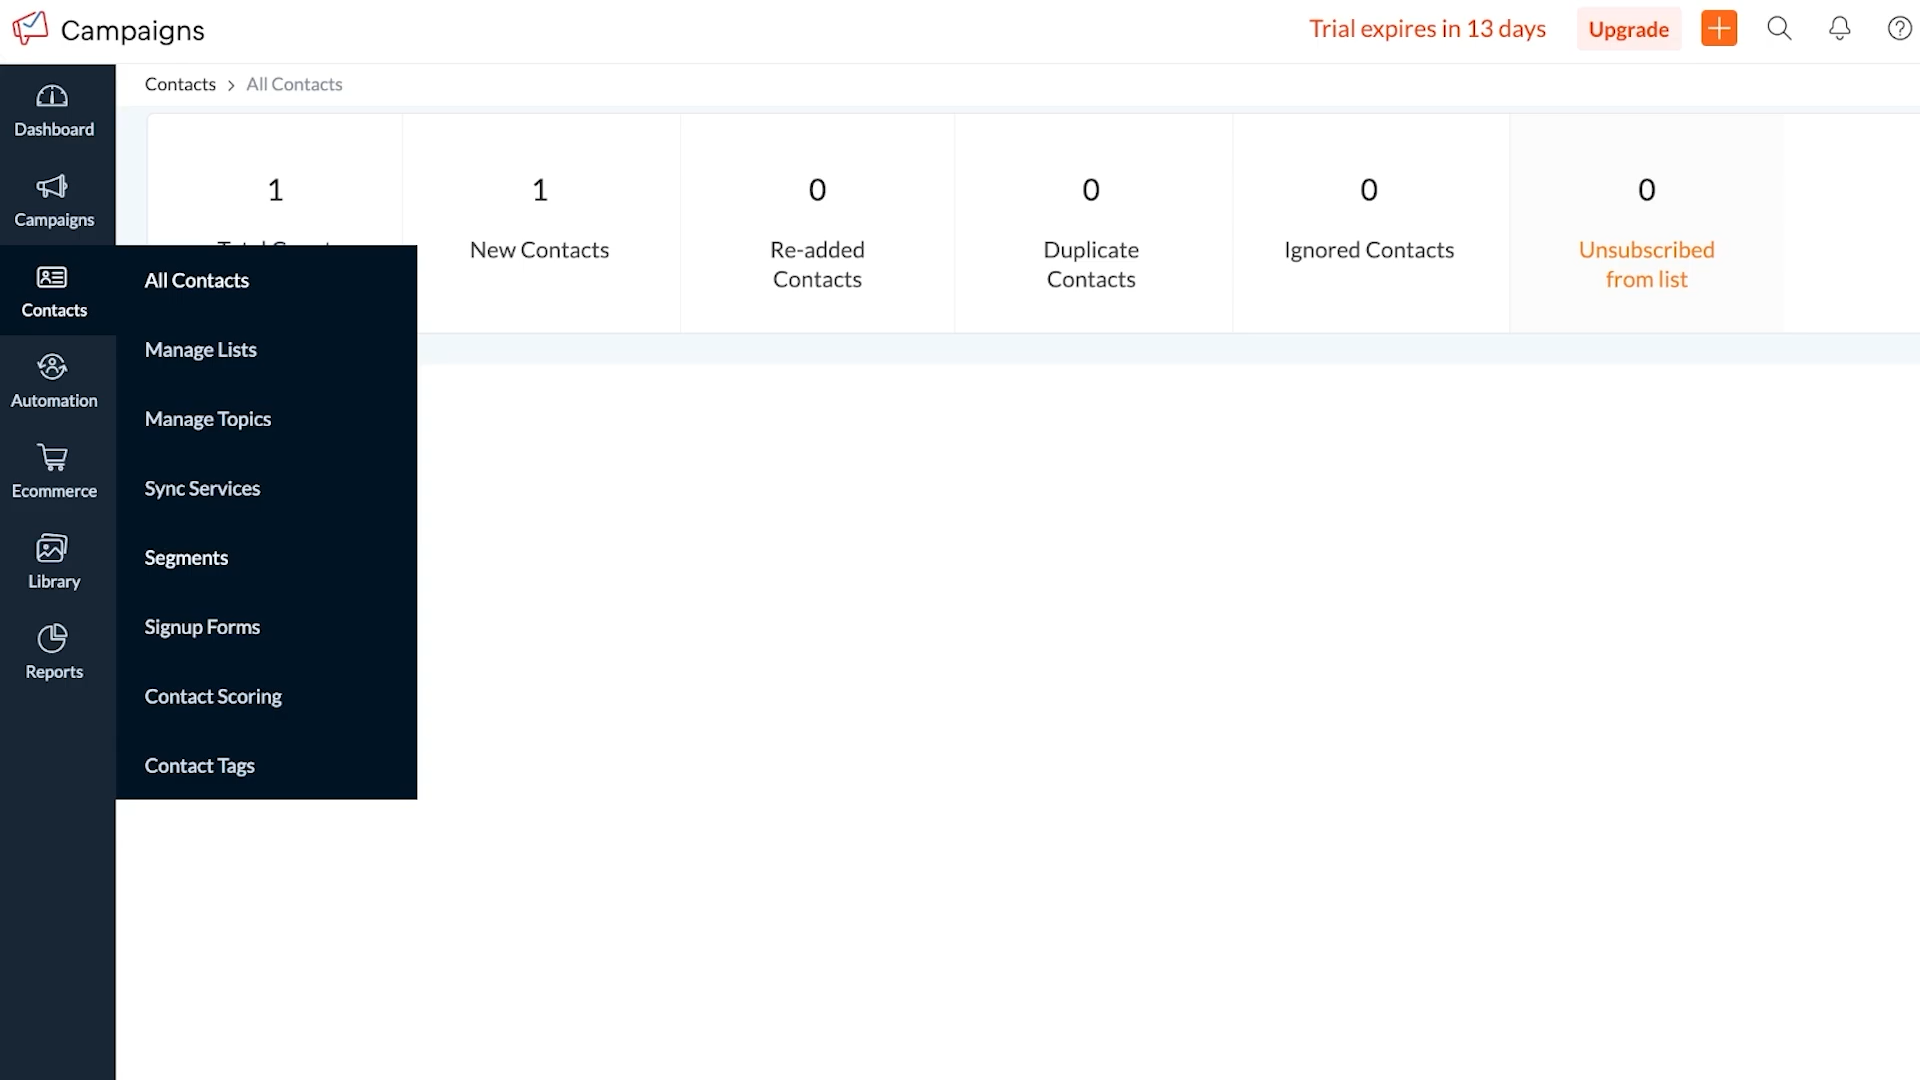 Campaigns
Trial expires in 13 days
Upgrade
Contacts > All Contacts
Dashboard
Campaigns
Contacts
Automation
Ecommerce
Library
Reports
All Contacts
Manage Lists
Manage Topics
Sync Services
Segments
Signup Forms
Contact Scoring
Contact Tags
1
1
New Contacts
0
Re-added
Contacts
0
Duplicate
Contacts
0
Ignored Contacts
0
Unsubscribed
from list